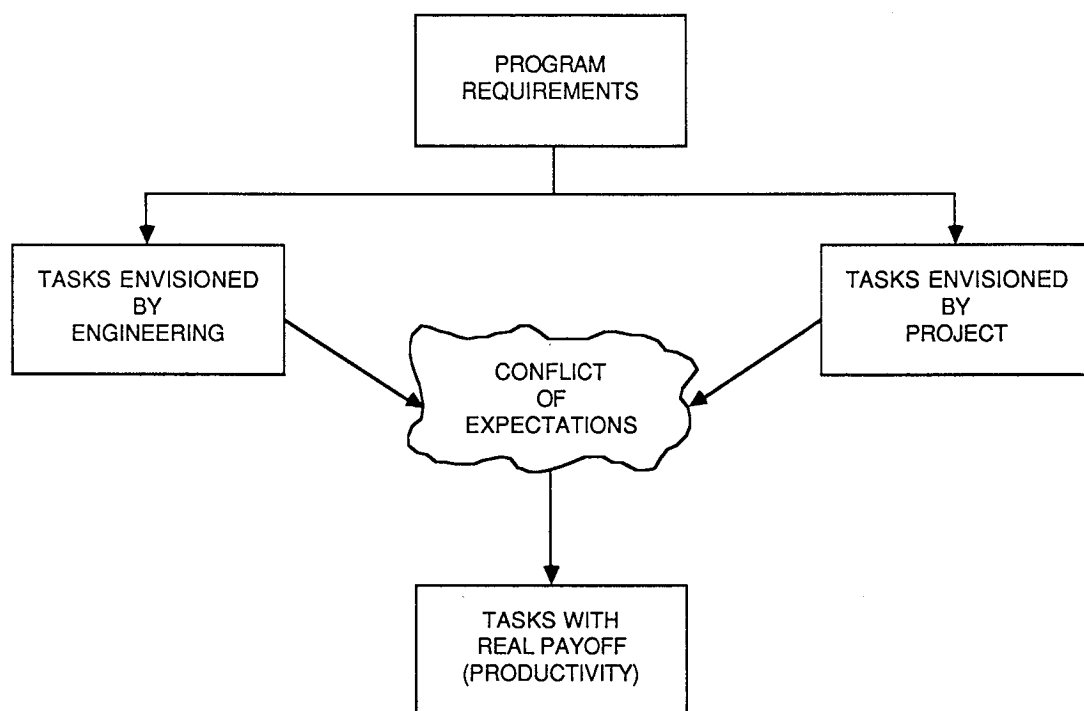 PROGRAM
REQUIREMENTS
TASKS ENVISIONED
BY
ENGINEERING
TASKS ENVISIONED
BY
PROJECT
CONFLICT
OF
EXPECTATIONS
TASKS WITH
REAL PAYOFF
(PRODUCTIVITY)